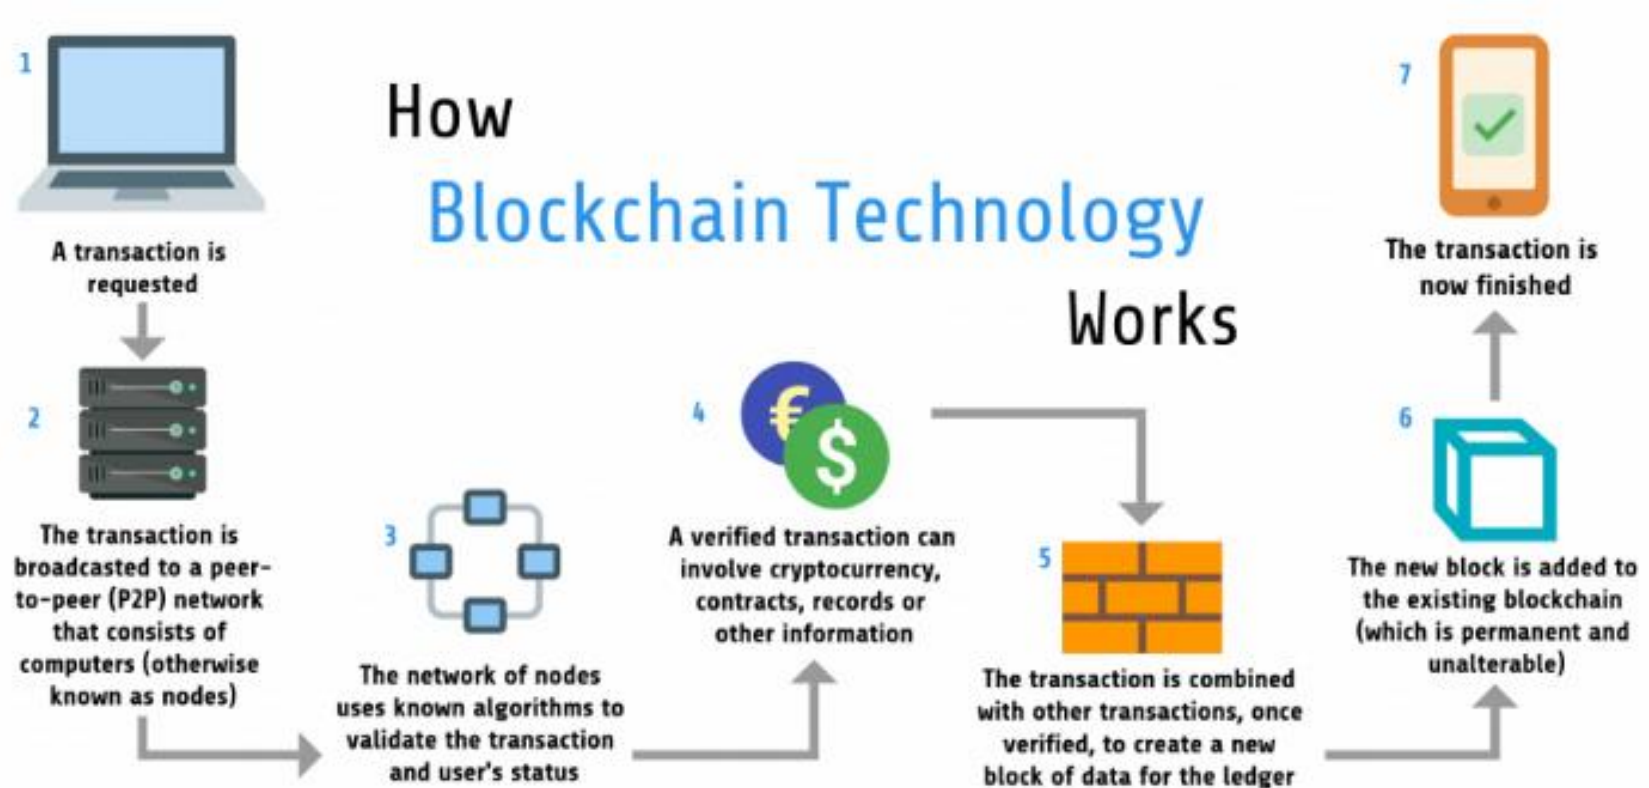 How
Blockchain Technology
Works
1
A transaction is
requested
2
The transaction is
broadcasted to a peer-
to-peer (P2P) network
that consists of
computers (otherwise
known as nodes)
3
The network of nodes
uses known algorithms to
validate the transaction
and user's status
4
€
$
A verified transaction can
involve cryptocurrency,
contracts, records or
other information
5
The transaction is combined
with other transactions, once
verified, to create a new
block of data for the ledger
6
The new block is added to
the existing blockchain
(which is permanent and
unalterable)
7
The transaction is
now finished